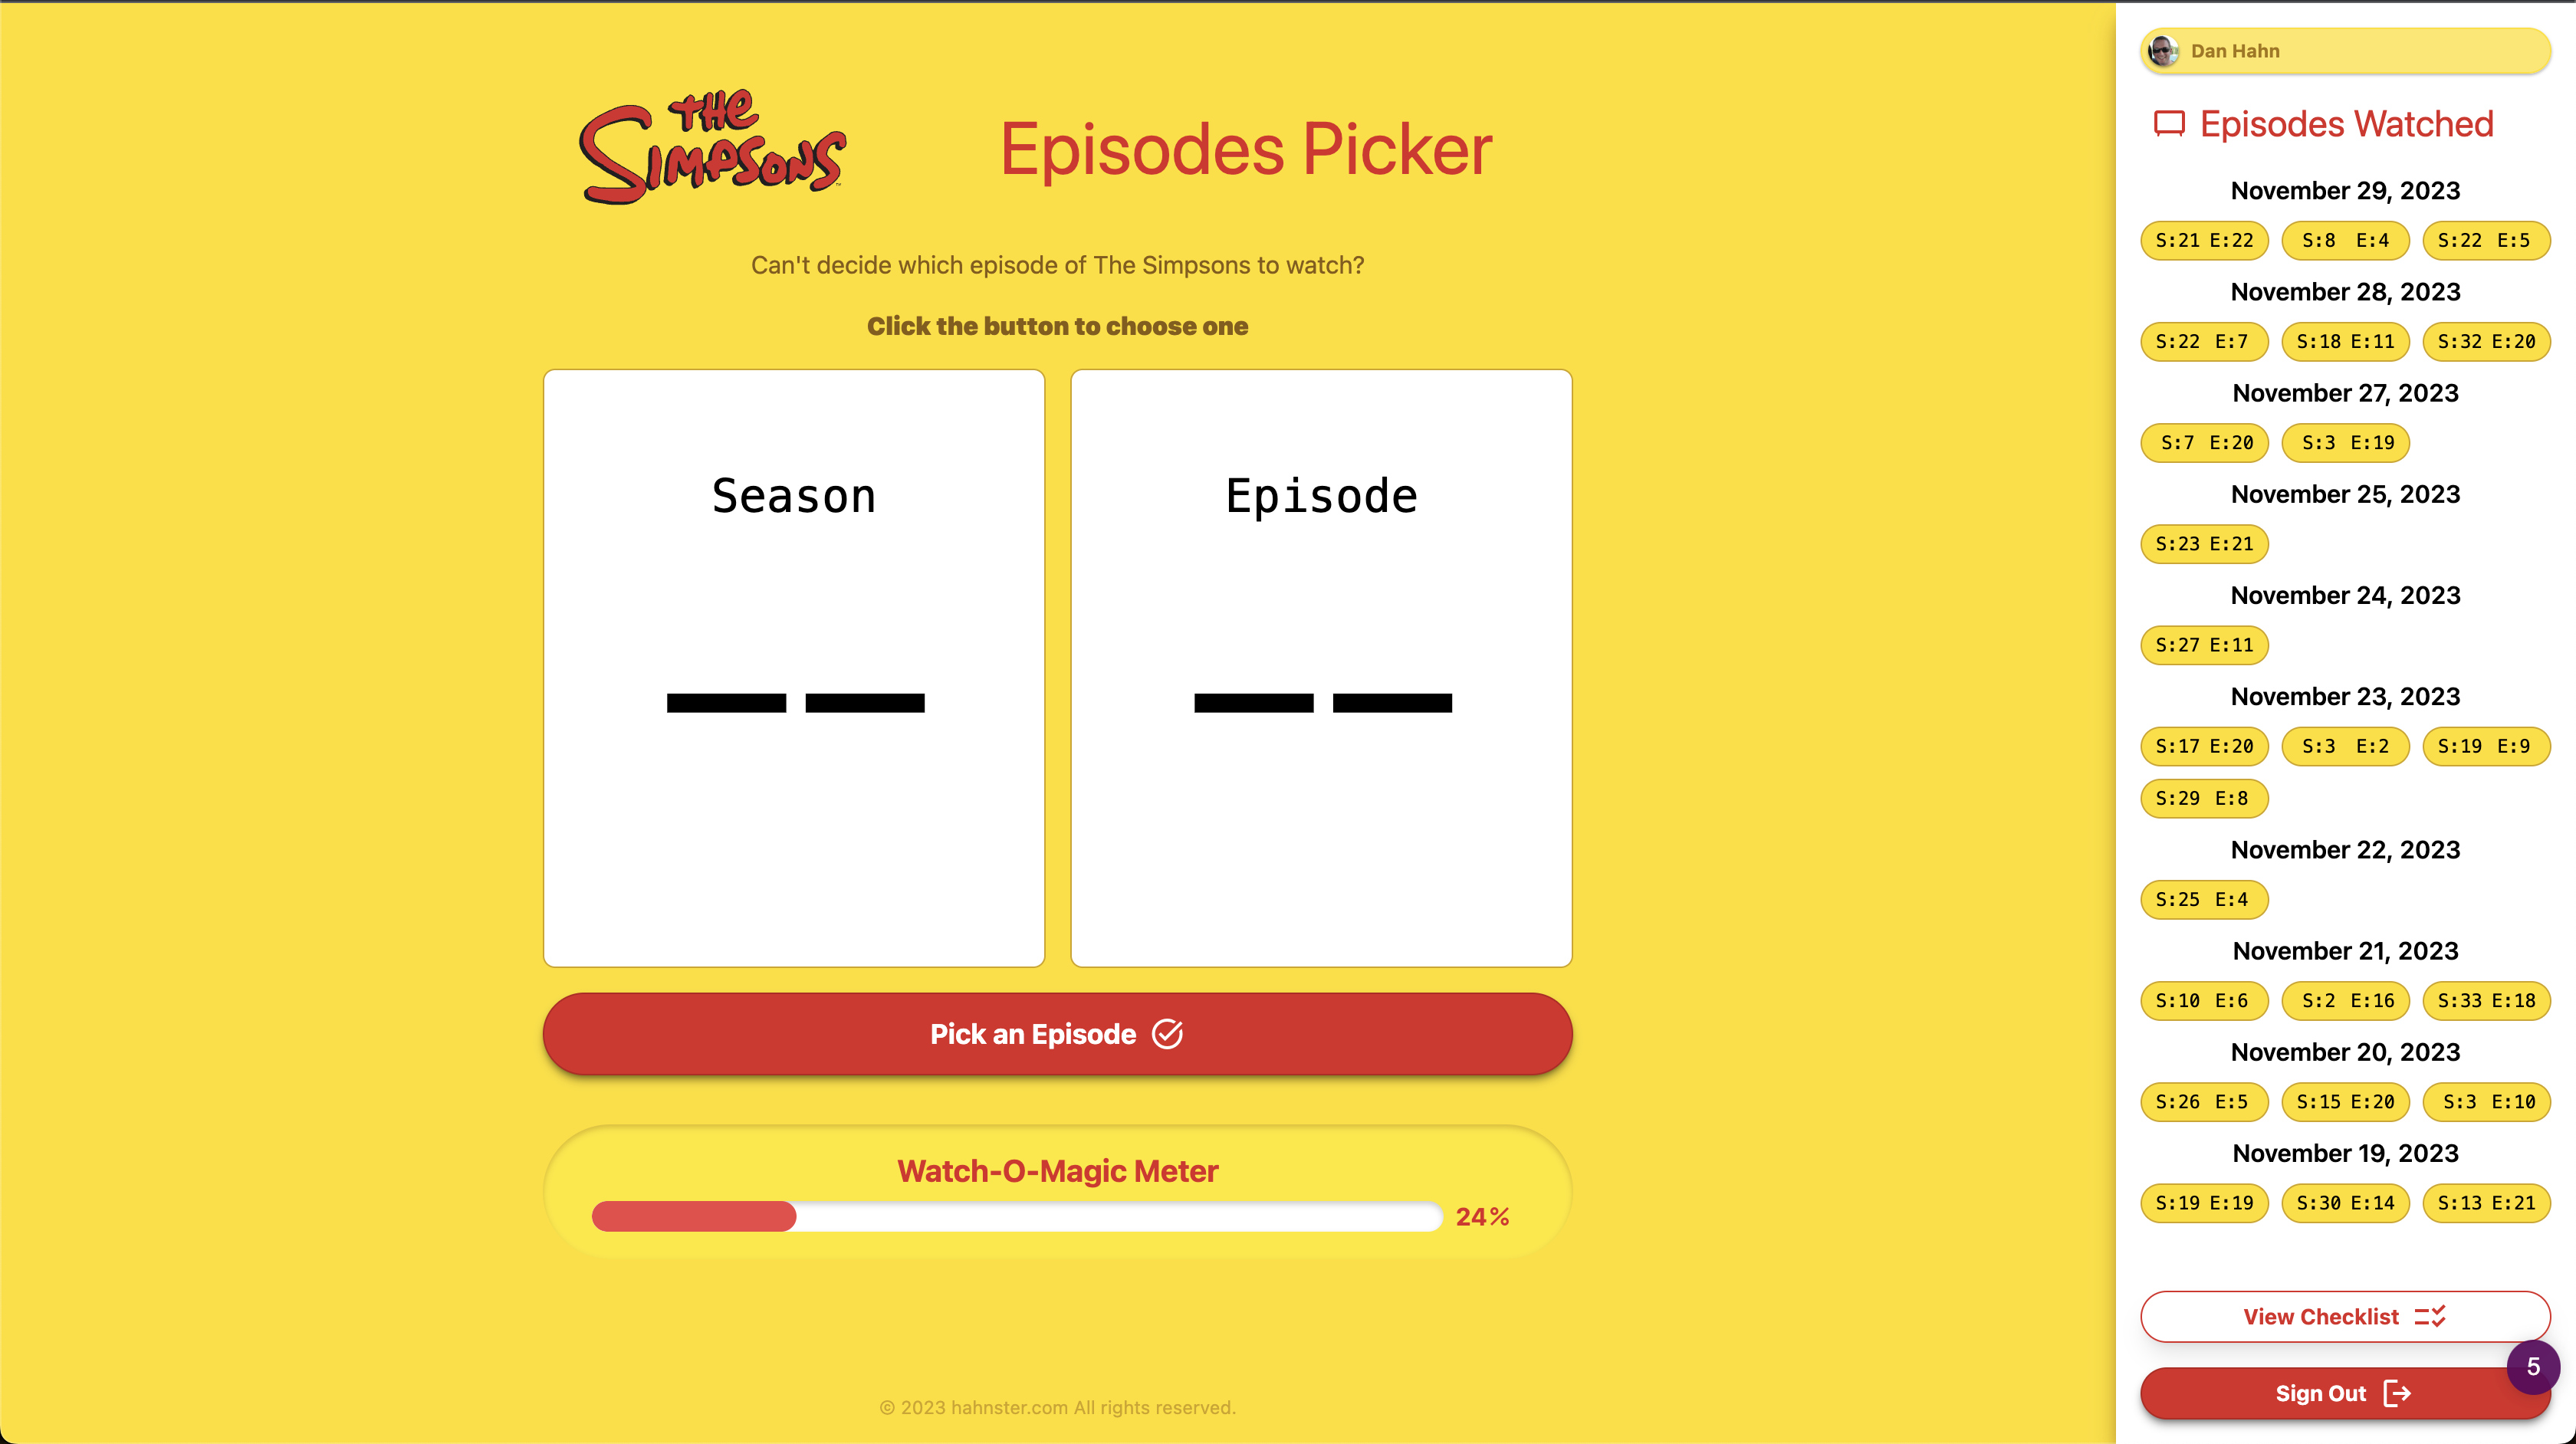 THE
SIMPSONS
TM
Episodes Picker
Can't decide which episode of The Simpsons to watch?
Click the button to choose one
Season
Episode
Pick an Episode
Watch-O-Magic Meter
24%
© 2023 hahnster.com All rights reserved.
Dan Hahn
Episodes Watched
November 29, 2023
S:21 E:22 S:8 E:4 S:22 E:5
November 28, 2023
S:22 E:7 S:18 E:11 S:32 E:20
November 27, 2023
S:7 E:20 S:3 E:19
November 25, 2023
S:23 E:21
November 24, 2023
S:27 E:11
November 23, 2023
S:17 E:20 S:3 E:2 S:19 E:9
S:29 E:8
November 22, 2023
S:25 E:4
November 21, 2023
S:10 E:6 S:2 E:16 S:33 E:18
November 20, 2023
S:26 E:5 S:15 E:20 S:3 E:10
November 19, 2023
S:19 E:19 S:30 E:14 S:13 E:21
View Checklist
5
Sign Out